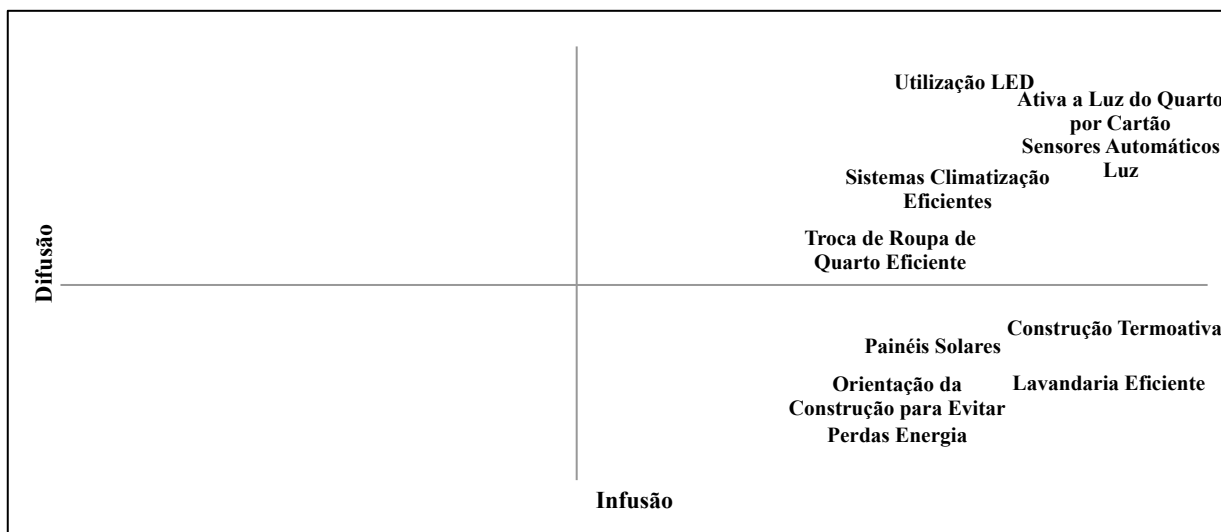 Utilização LED
Ativa a Luz do Quarto
por Cartão
Sensores Automáticos
Luz
Sistemas Climatização
Eficientes
Troca de Roupa de
Quarto Eficiente
Difusão
Construção Termoativa
Painéis Solares
Orientação da
Construção para Evitar
Perdas Energia
Lavandaria Eficiente
Infusão